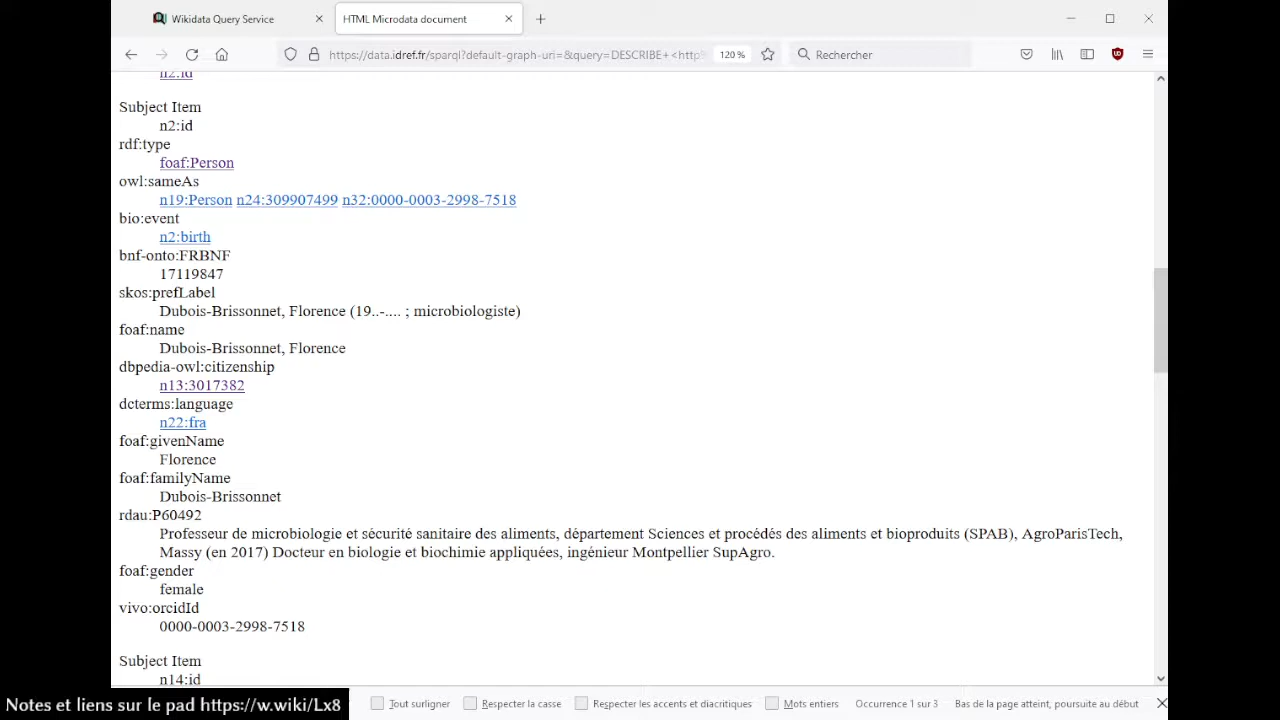 Wikidata Query Service
HTML Microdata document
https://data.idref.fr/sparql?default-graph-uri=&query=DESCRIBE+<http%
120 %
Rechercher
n2:id
Subject Item
n2:id
rdf:type
foaf:Person
owl:sameAs
n19:Person n24:309907499 n32:0000-0003-2998-7518
bio:event
n2:birth
bnf-onto:FRBNF
17119847
skos:prefLabel
Dubois-Brissonnet, Florence (19..-.... ; microbiologiste)
foaf:name
Dubois-Brissonnet, Florence
dbpedia-owl:citizenship
n13:3017382
dcterms:language
n22:fra
foaf:givenName
Florence
foaf:familyName
Dubois-Brissonnet
rdau:P60492
Professeur de microbiologie et sécurité sanitaire des aliments, département Sciences et procédés des aliments et bioproduits (SPAB), AgroParisTech,
Massy (en 2017) Docteur en biologie et biochimie appliquées, ingénieur Montpellier SupAgro.
foaf:gender
female
vivo:orcidId
0000-0003-2998-7518
Subject Item
n14:id
Notes et liens sur le pad https://w.wiki/Lx8
Tout surligner
Respecter la casse
Respecter les accents et diacritiques
Mots entiers
Occurrence 1 sur 3
Bas de la page atteint, poursuite au début